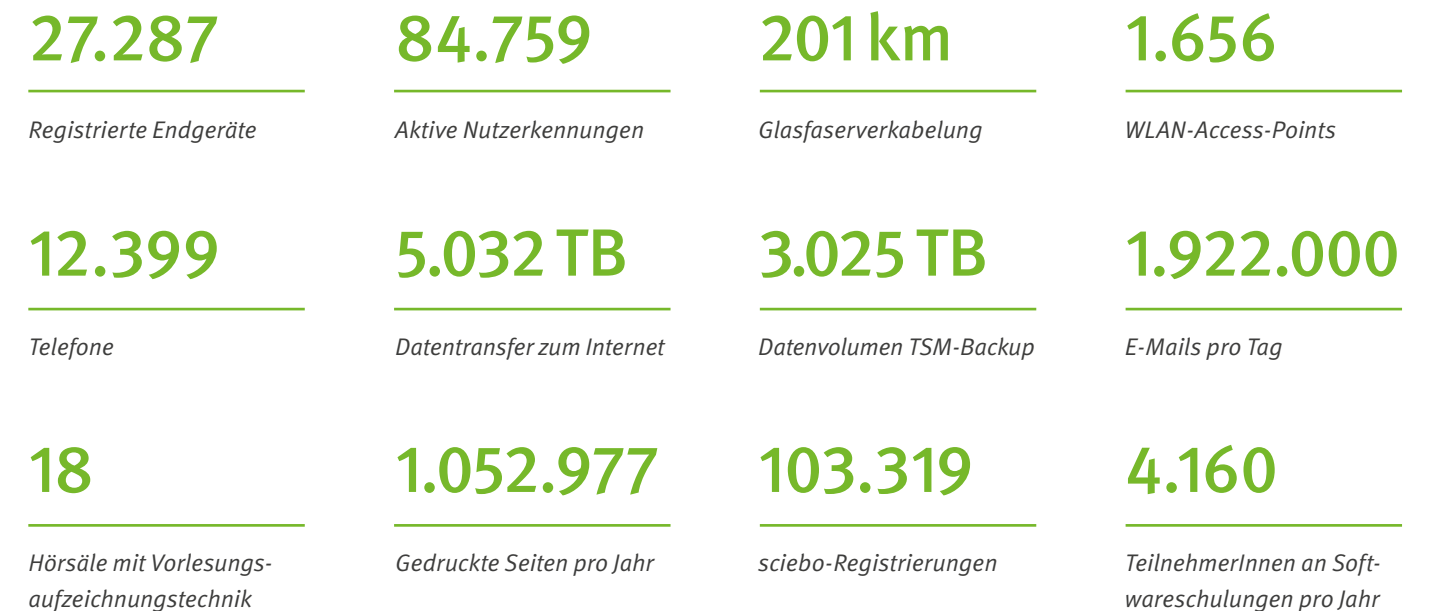 27.287
Registrierte Endgeräte
84.759
Aktive Nutzerkennungen
201 km
Glasfaserverkabelung
1.656
WLAN-Access-Points
12.399
Telefone
5.032 TB
Datentransfer zum Internet
3.025 TB
Datenvolumen TSM-Backup
1.922.000
E-Mails pro Tag
18
Hörsäle mit Vorlesungs-
aufzeichnungstechnik
1.052.977
Gedruckte Seiten pro Jahr
103.319
sciebo-Registrierungen
4.160
TeilnehmerInnen an Soft-
wareschulungen pro Jahr